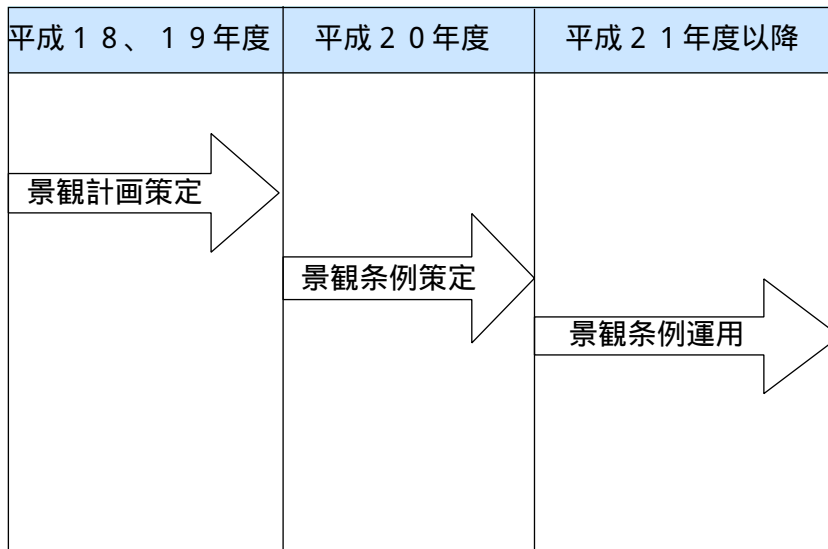 平成１８、１９年度
平成２０年度
平成２１年度以降
景観計画策定
景観条例策定
景観条例運用